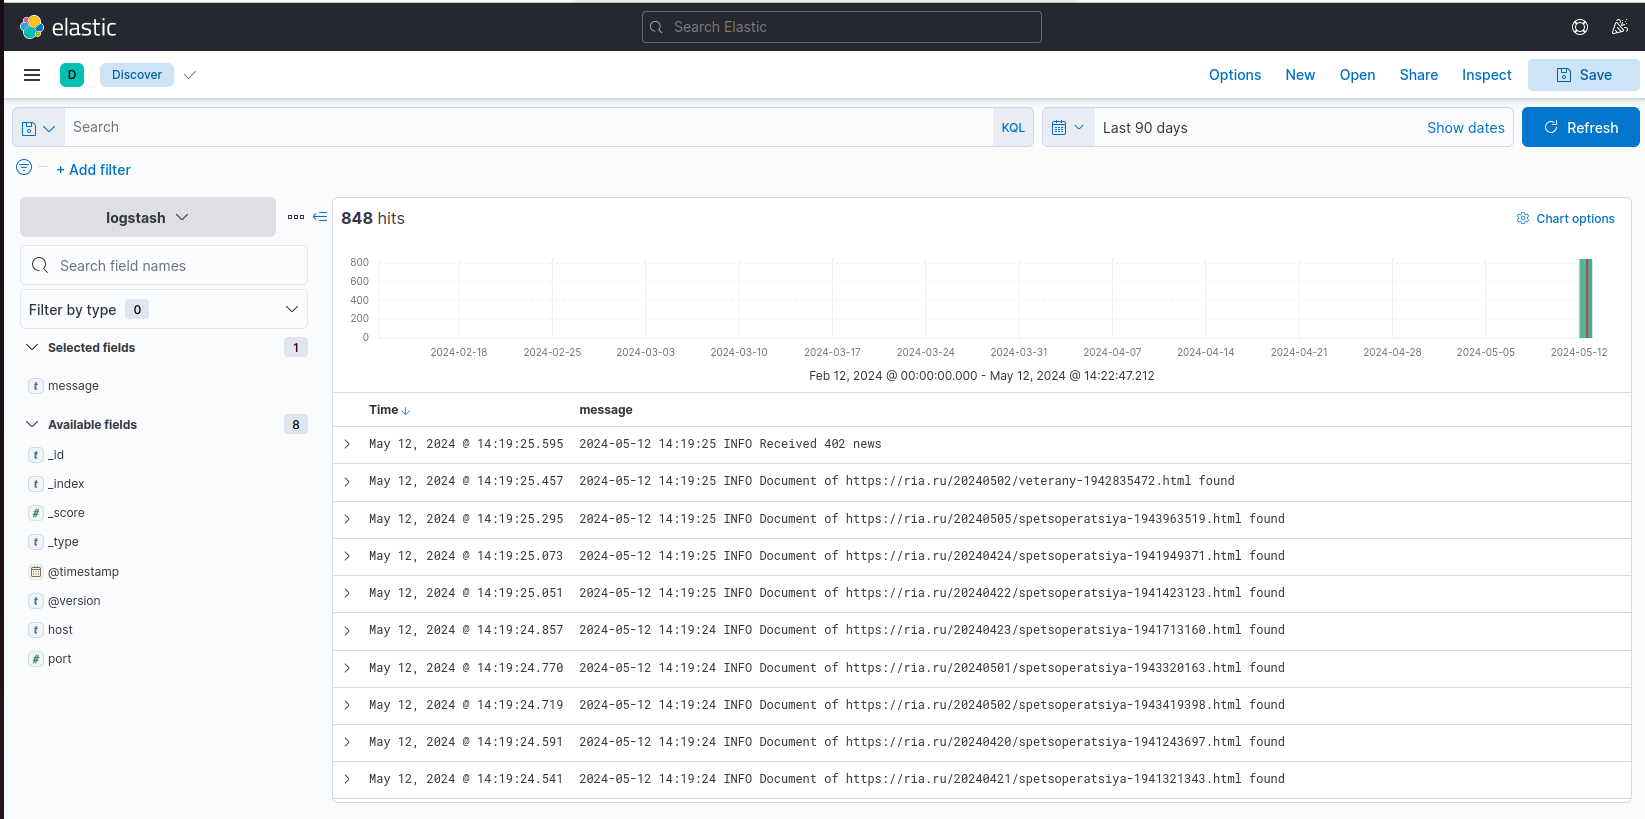 elastic
Search Elastic
D Discover Options New Open Share Inspect Save
Search KQL Last 90 days Show dates Refresh
+ Add filter
logstash
848 hits Chart options
Search field names
Filter by type 0
Selected fields 1
t message
Available fields 8
t _id
t _index
# _score
t _type
@timestamp
t @version
t host
# port
800
600
400
200
0
2024-02-18 2024-02-25 2024-03-03 2024-03-10 2024-03-17 2024-03-24 2024-03-31 2024-04-07 2024-04-14 2024-04-21 2024-04-28 2024-05-05 2024-05-12
Feb 12, 2024 @ 00:00:00.000 - May 12, 2024 @ 14:22:47.212
Time message
May 12, 2024 @ 14:19:25.595 2024-05-12 14:19:25 INFO Received 402 news
May 12, 2024 @ 14:19:25.457 2024-05-12 14:19:25 INFO Document of https://ria.ru/20240502/veterany-1942835472.html found
May 12, 2024 @ 14:19:25.295 2024-05-12 14:19:25 INFO Document of https://ria.ru/20240505/spetsoperatsiya-1943963519.html found
May 12, 2024 @ 14:19:25.073 2024-05-12 14:19:25 INFO Document of https://ria.ru/20240424/spetsoperatsiya-1941949371.html found
May 12, 2024 @ 14:19:25.051 2024-05-12 14:19:25 INFO Document of https://ria.ru/20240422/spetsoperatsiya-1941423123.html found
May 12, 2024 @ 14:19:24.857 2024-05-12 14:19:24 INFO Document of https://ria.ru/20240423/spetsoperatsiya-1941713160.html found
May 12, 2024 @ 14:19:24.770 2024-05-12 14:19:24 INFO Document of https://ria.ru/20240501/spetsoperatsiya-1943320163.html found
May 12, 2024 @ 14:19:24.719 2024-05-12 14:19:24 INFO Document of https://ria.ru/20240502/spetsoperatsiya-1943419398.html found
May 12, 2024 @ 14:19:24.591 2024-05-12 14:19:24 INFO Document of https://ria.ru/20240420/spetsoperatsiya-1941243697.html found
May 12, 2024 @ 14:19:24.541 2024-05-12 14:19:24 INFO Document of https://ria.ru/20240421/spetsoperatsiya-1941321343.html found